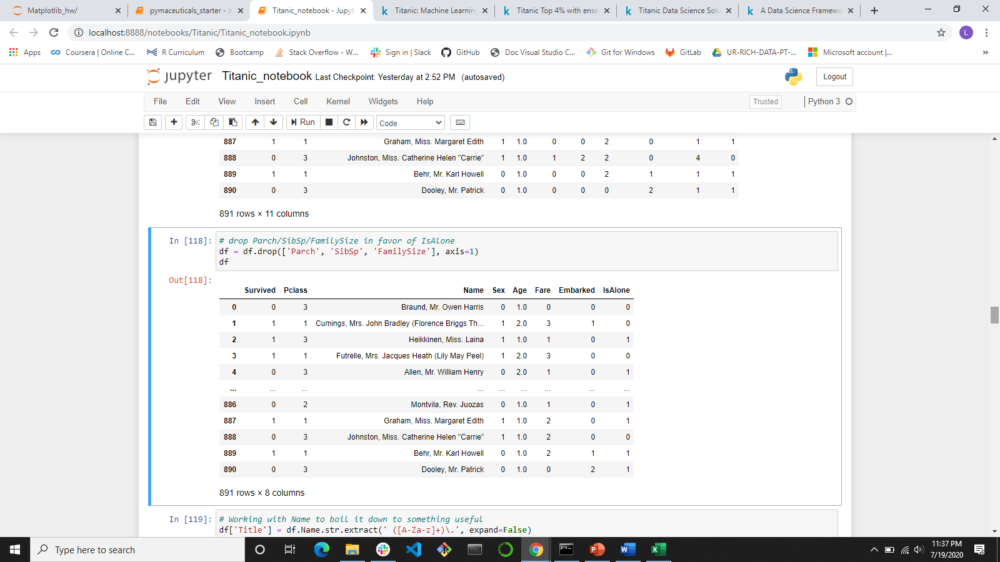 Matplotlib_hw/
pymaceuticals_starter - J
Titanic_notebook - Jupyt
Titanic: Machine Learning
Titanic Top 4% with ense
Titanic Data Science Solu
A Data Science Framewo
localhost:8888/notebooks/Titanic/Titanic_notebook.ipynb
L
Apps
Coursera | Online C...
R Curriculum
Bootcamp
Stack Overflow - W...
Sign in | Slack
GitHub
Doc Visual Studio C...
Git for Windows
GitLab
UR-RICH-DATA-PT-...
Microsoft account |...
»
jupyter Titanic_notebook Last Checkpoint: Yesterday at 2:52 PM (autosaved)
Logout
File Edit View Insert Cell Kernel Widgets Help
Trusted
Python 3
Run
Code
887 1 1 Graham, Miss. Margaret Edith 1 1.0 0 0 2 0 1 1
888 0 3 Johnston, Miss. Catherine Helen "Carrie" 1 1.0 1 2 2 0 4 0
889 1 1 Behr, Mr. Karl Howell 0 1.0 0 0 2 1 1 1
890 0 3 Dooley, Mr. Patrick 0 1.0 0 0 0 2 1 1
891 rows × 11 columns
In [118]: # drop Parch/SibSp/FamilySize in favor of IsAlone
df = df.drop(['Parch', 'SibSp', 'FamilySize'], axis=1)
df
Out[118]:
Survived Pclass Name Sex Age Fare Embarked IsAlone
0 0 3 Braund, Mr. Owen Harris 0 1.0 0 0 0
1 1 1 Cumings, Mrs. John Bradley (Florence Briggs Th... 1 2.0 3 1 0
2 1 3 Heikkinen, Miss. Laina 1 1.0 1 0 1
3 1 1 Futrelle, Mrs. Jacques Heath (Lily May Peel) 1 2.0 3 0 0
4 0 3 Allen, Mr. William Henry 0 2.0 1 0 1
... ... ... ... ... ... ... ... ...
886 0 2 Montvila, Rev. Juozas 0 1.0 1 0 1
887 1 1 Graham, Miss. Margaret Edith 1 1.0 2 0 1
888 0 3 Johnston, Miss. Catherine Helen "Carrie" 1 1.0 2 0 0
889 1 1 Behr, Mr. Karl Howell 0 1.0 2 1 1
890 0 3 Dooley, Mr. Patrick 0 1.0 0 2 1
891 rows × 8 columns
In [119]: # Working with Name to boil it down to something useful
df['Title'] = df.Name.str.extract(' ([A-Za-z]+)\.', expand=False)
Type here to search
11:37 PM
7/19/2020